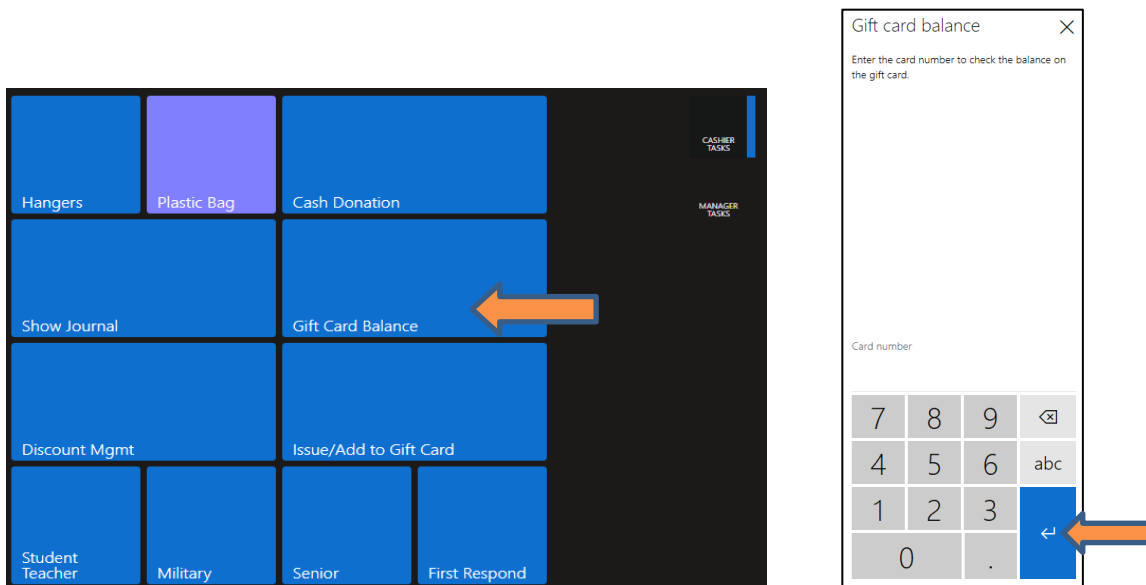 Hangers
Plastic Bag
Cash Donation
CASHIER
TASKS
MANAGER
TASKS
Show Journal
Gift Card Balance
Discount Mgmt
Issue/Add to Gift Card
Student
Teacher
Military
Senior
First Respond
Gift card balance
Enter the card number to check the balance on
the gift card.
Card number
7 8 9
4 5 6 abc
1 2 3
0 .